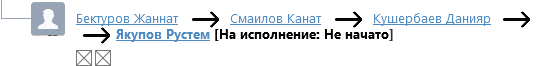 Бектуров Жаннат → Смаилов Канат → Кушербаев Данияр →
→ Якупов Рустем [На исполнение: Не начато]